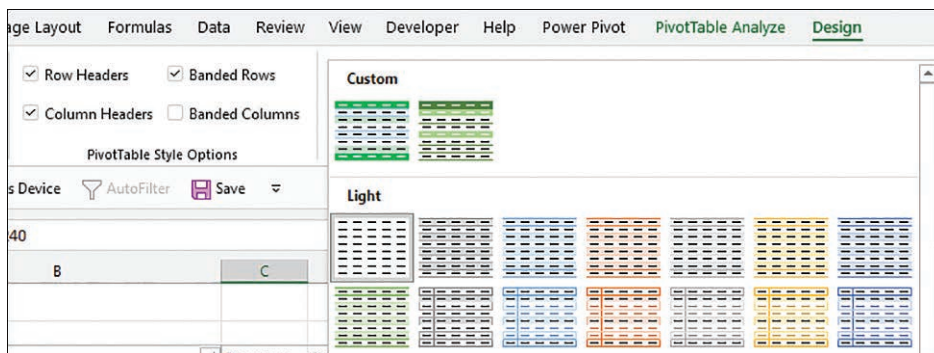 age Layout Formulas Data Review View Developer Help Power Pivot PivotTable Analyze Design
Row Headers Banded Rows
Column Headers Banded Columns
PivotTable Style Options
s Device AutoFilter Save
40
B C
Custom
Light